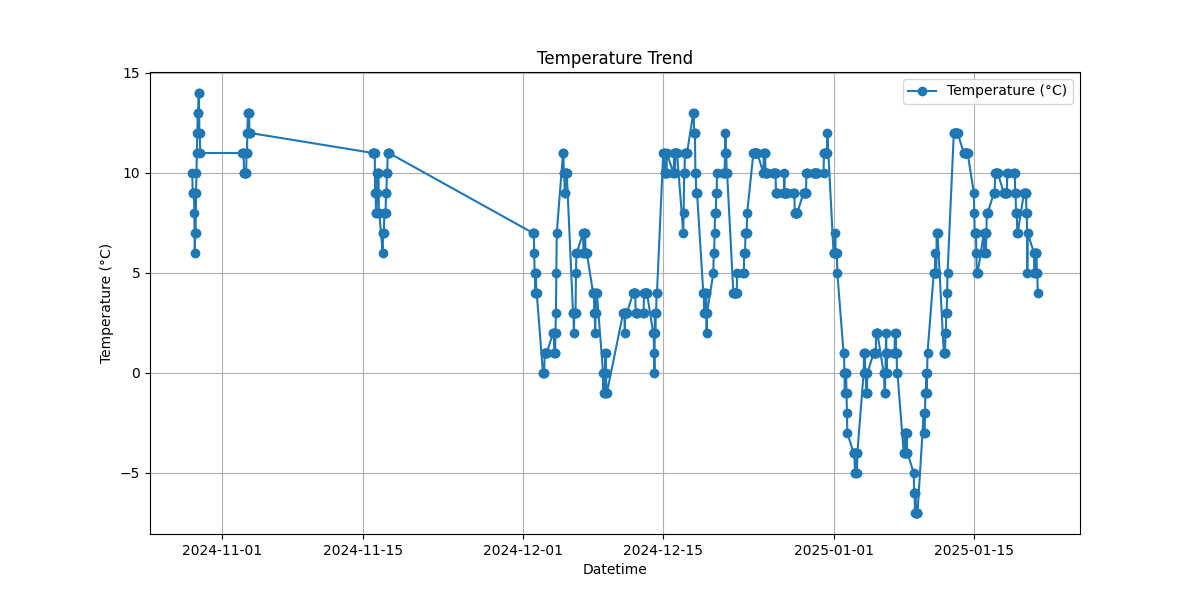 Temperature Trend
Temperature (°C)
15
10
5
0
−5
Temperature (°C)
2024-11-01 2024-11-15 2024-12-01 2024-12-15 2025-01-01 2025-01-15
Datetime